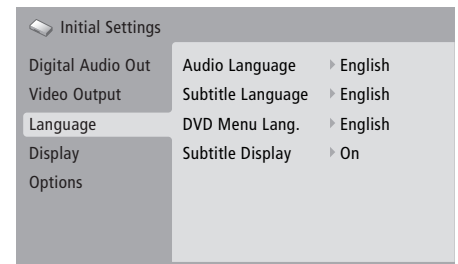 Initial Settings
Digital Audio Out
Video Output
Language
Display
Options
Audio Language English
Subtitle Language English
DVD Menu Lang. English
Subtitle Display On